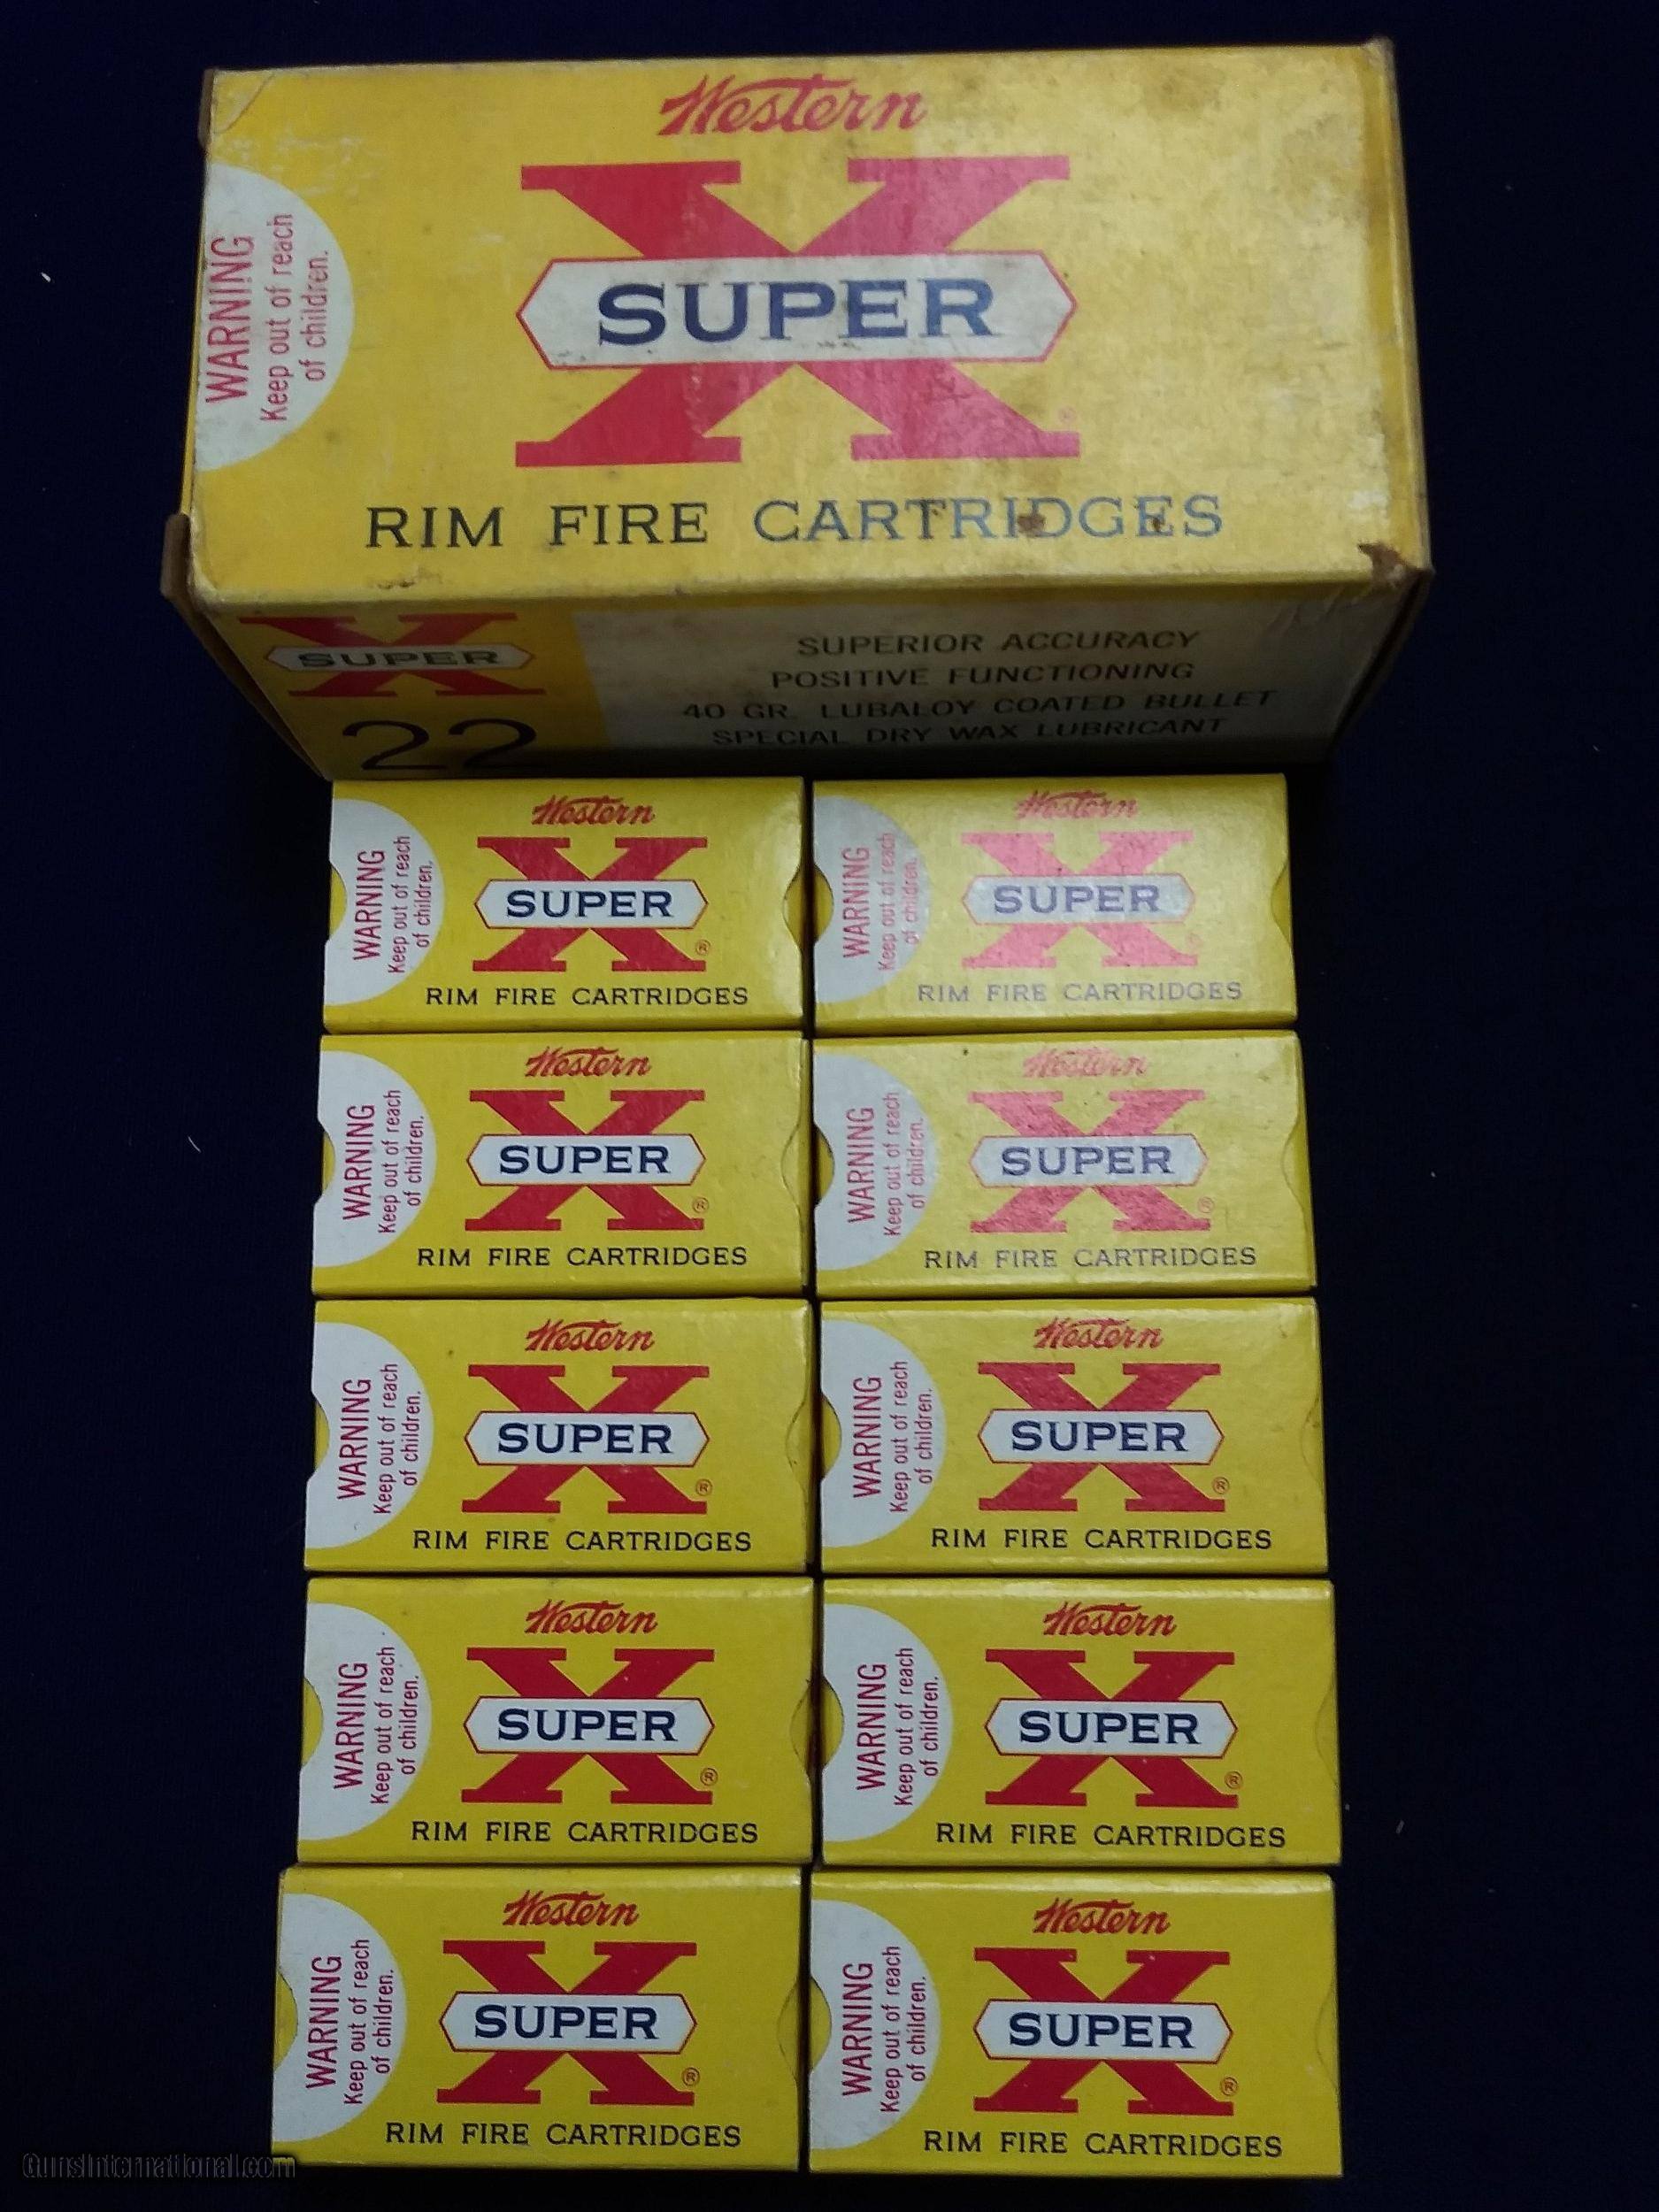 Western
X
SUPER
®
RIM FIRE CARTRIDGES
WARNING
Keep out of reach
of children.
X
SUPER
22
SUPERIOR ACCURACY
POSITIVE FUNCTIONING
40 GR. LUBALOY COATED BULLET
SPECIAL DRY WAX LUBRICANT
WARNING
Keep out of reach
of children.
Western
X
SUPER
®
RIM FIRE CARTRIDGES
WARNING
Keep out of reach
of children.
Western
X
SUPER
®
RIM FIRE CARTRIDGES
WARNING
Keep out of reach
of children.
Western
X
SUPER
®
RIM FIRE CARTRIDGES
WARNING
Keep out of reach
of children.
Western
X
SUPER
®
RIM FIRE CARTRIDGES
WARNING
Keep out of reach
of children.
Western
X
SUPER
®
RIM FIRE CARTRIDGES
WARNING
Keep out of reach
of children.
Western
X
SUPER
®
RIM FIRE CARTRIDGES
WARNING
Keep out of reach
of children.
Western
X
SUPER
®
RIM FIRE CARTRIDGES
WARNING
Keep out of reach
of children.
Western
X
SUPER
®
RIM FIRE CARTRIDGES
WARNING
Keep out of reach
of children.
Western
X
SUPER
®
RIM FIRE CARTRIDGES
WARNING
Keep out of reach
of children.
Western
X
SUPER
®
RIM FIRE CARTRIDGES
GunsInternational.com